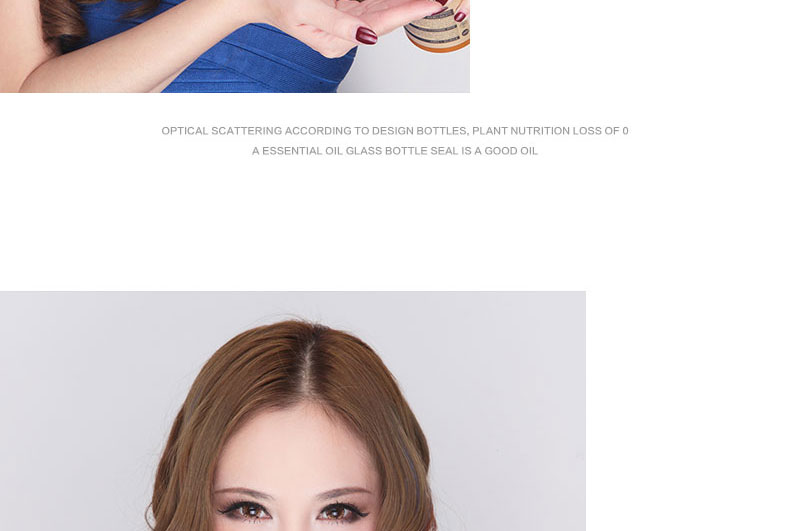 OPTICAL SCATTERING ACCORDING TO DESIGN BOTTLES, PLANT NUTRITION LOSS OF 0
A ESSENTIAL OIL GLASS BOTTLE SEAL IS A GOOD OIL